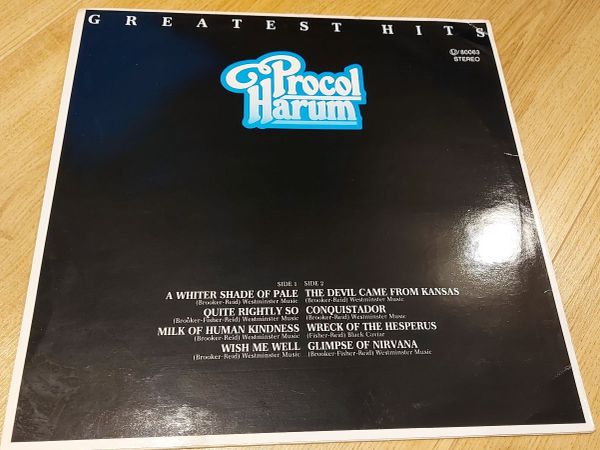 GREATEST HITS
Ⓤ/80063
STEREO
Procol
Harum
SIDE 1
A WHITER SHADE OF PALE
(Brooker-Reid) Westminster Music
QUITE RIGHTLY SO
(Brooker-Fisher-Reid) Westminster Music
MILK OF HUMAN KINDNESS
(Brooker-Reid) Westminster Music
WISH ME WELL
(Brooker-Reid) Westminster Music
SIDE 2
THE DEVIL CAME FROM KANSAS
(Brooker-Reid) Westminster Music
CONQUISTADOR
(Brooker-Reid) Westminster Music
WRECK OF THE HESPERUS
(Fisher-Reid) Bluck Caviar
GLIMPSE OF NIRVANA
(Brooker-Fisher-Reid) Westminster Music